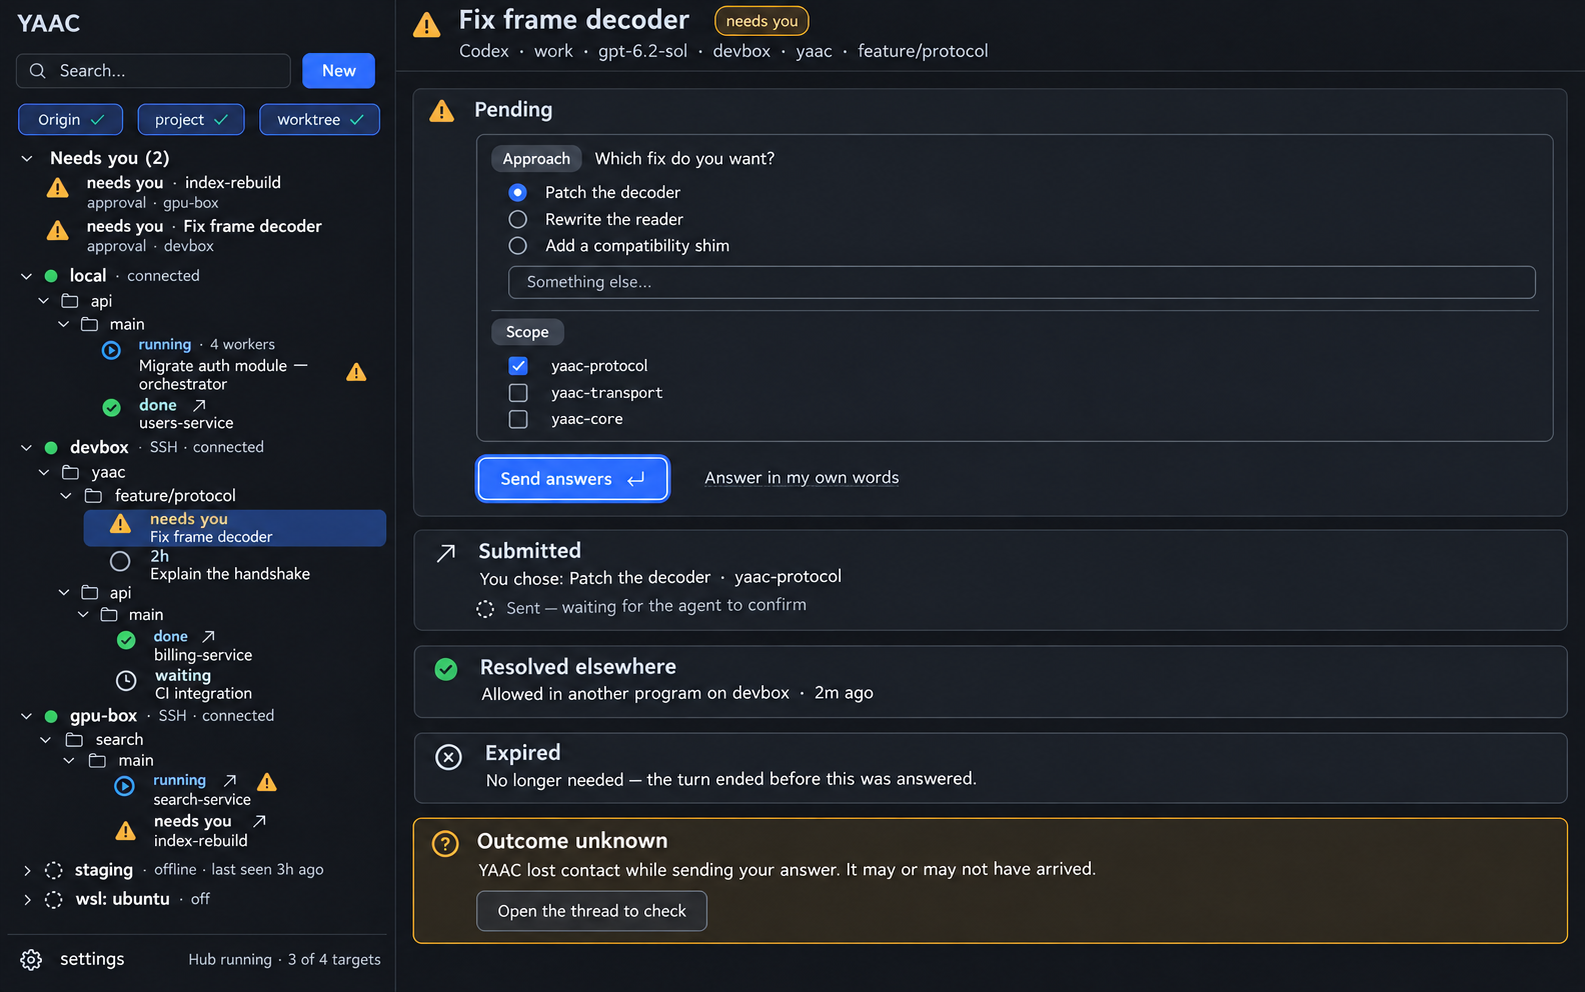 YAAC
Search...
New
Origin
project
worktree
Needs you (2)
needs you · index-rebuild
approval · gpu-box
needs you · Fix frame decoder
approval · devbox
local · connected
api
main
running · 4 workers
Migrate auth module —
orchestrator
done
users-service
devbox · SSH · connected
yaac
feature/protocol
needs you
Fix frame decoder
2h
Explain the handshake
api
main
done
billing-service
waiting
CI integration
gpu-box · SSH · connected
search
main
running
search-service
needs you
index-rebuild
staging · offline · last seen 3h ago
wsl: ubuntu · off
settings
Hub running · 3 of 4 targets
Fix frame decoder
needs you
Codex · work · gpt-6.2-sol · devbox · yaac · feature/protocol
Pending
Approach Which fix do you want?
Patch the decoder
Rewrite the reader
Add a compatibility shim
Something else...
Scope
yaac-protocol
yaac-transport
yaac-core
Send answers
Answer in my own words
Submitted
You chose: Patch the decoder · yaac-protocol
Sent — waiting for the agent to confirm
Resolved elsewhere
Allowed in another program on devbox · 2m ago
Expired
No longer needed — the turn ended before this was answered.
Outcome unknown
YAAC lost contact while sending your answer. It may or may not have arrived.
Open the thread to check